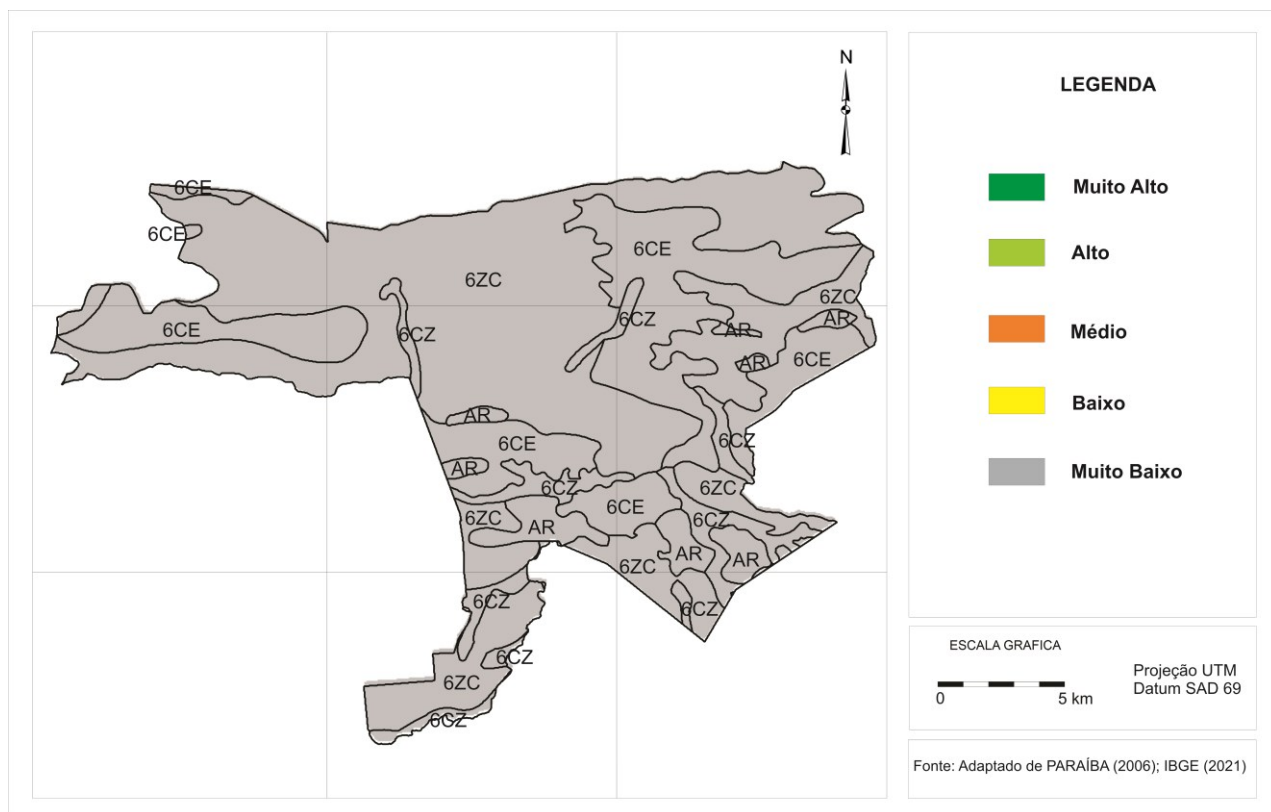 N
6CE
6CE
6CE
6ZC
6ZC
6CE
6CZ
AR
6CZ
AR
AR
6CE
AR
6CE
6CZ
AR
6CZ
6ZC
6CE
6ZC
AR
6CZ
AR
AR
6ZC
6CZ
6CZ
6CZ
6ZC
6CZ
LEGENDA
Muito Alto
Alto
Médio
Baixo
Muito Baixo
ESCALA GRAFICA
0 5 km
Projeção UTM
Datum SAD 69
Fonte: Adaptado de PARAÍBA (2006); IBGE (2021)